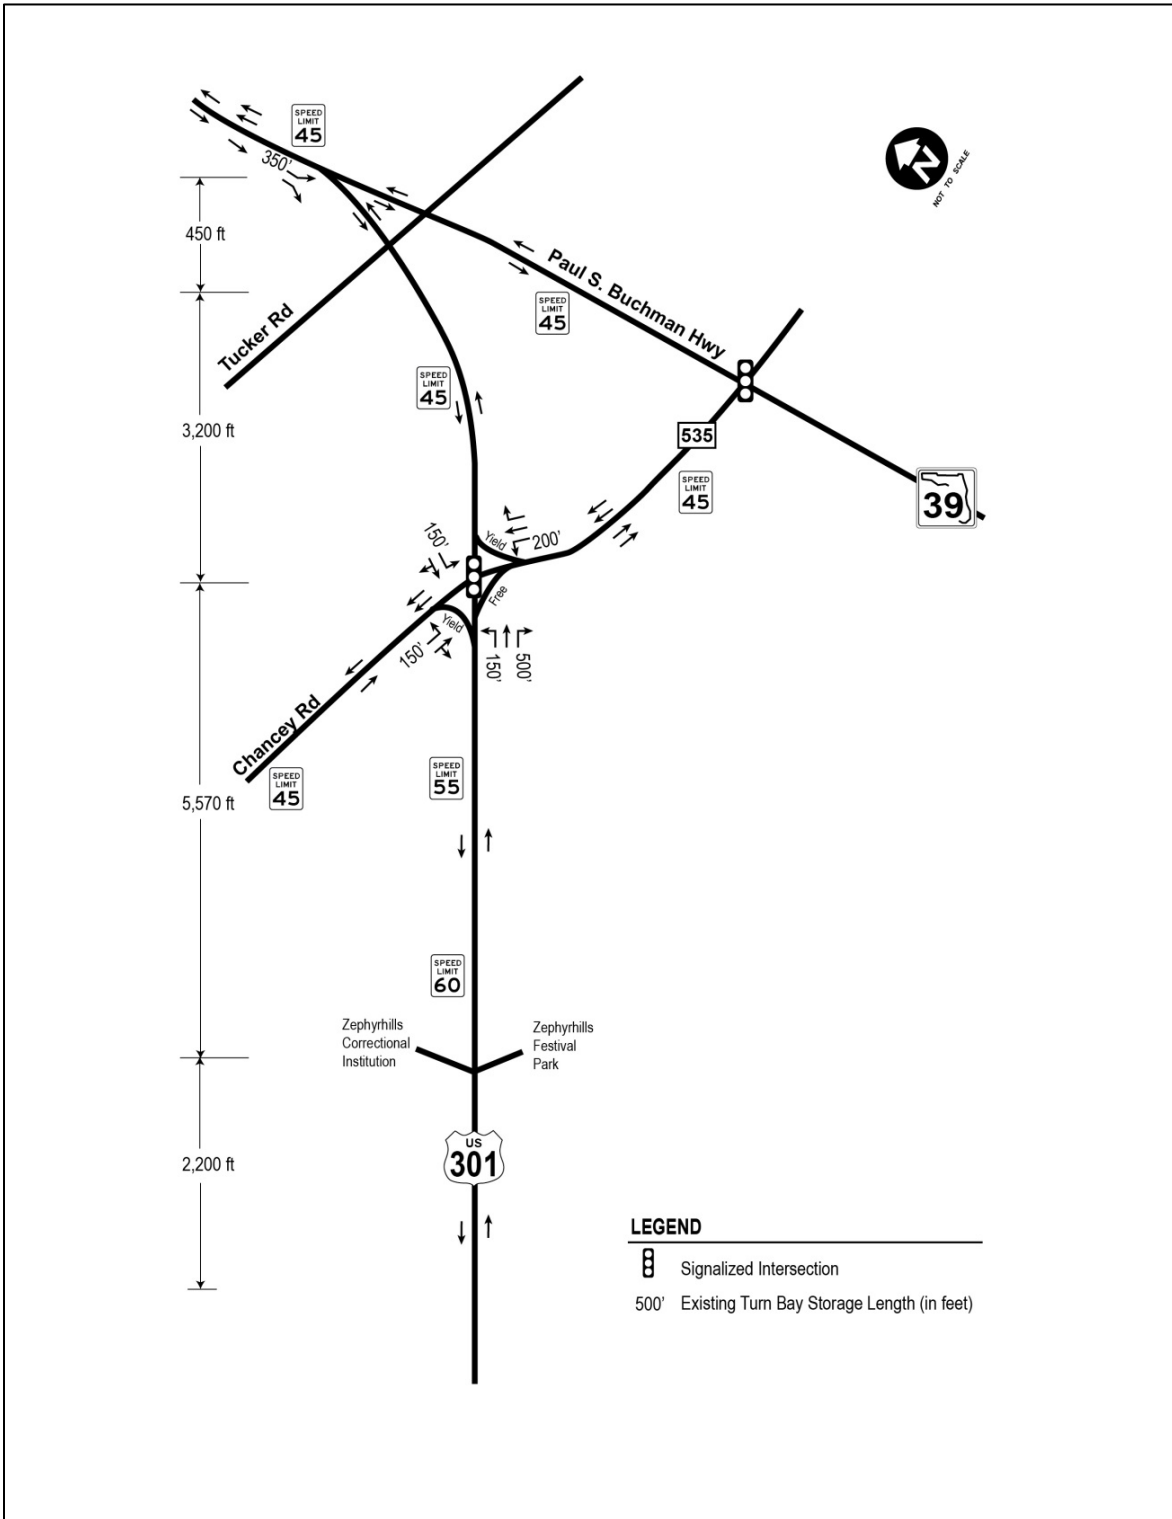 SPEED
LIMIT
45
350'
N
NOT TO SCALE
450 ft
Tucker Rd
Paul S. Buchman Hwy
SPEED
LIMIT
45
SPEED
LIMIT
45
3,200 ft
535
SPEED
LIMIT
45
39
150'
Yield
200'
Free
Yield
150'
150'
500'
Chancey Rd
SPEED
LIMIT
45
SPEED
LIMIT
55
5,570 ft
SPEED
LIMIT
60
Zephyrhills
Correctional
Institution
Zephyrhills
Festival
Park
US
301
2,200 ft
LEGEND
Signalized Intersection
500' Existing Turn Bay Storage Length (in feet)